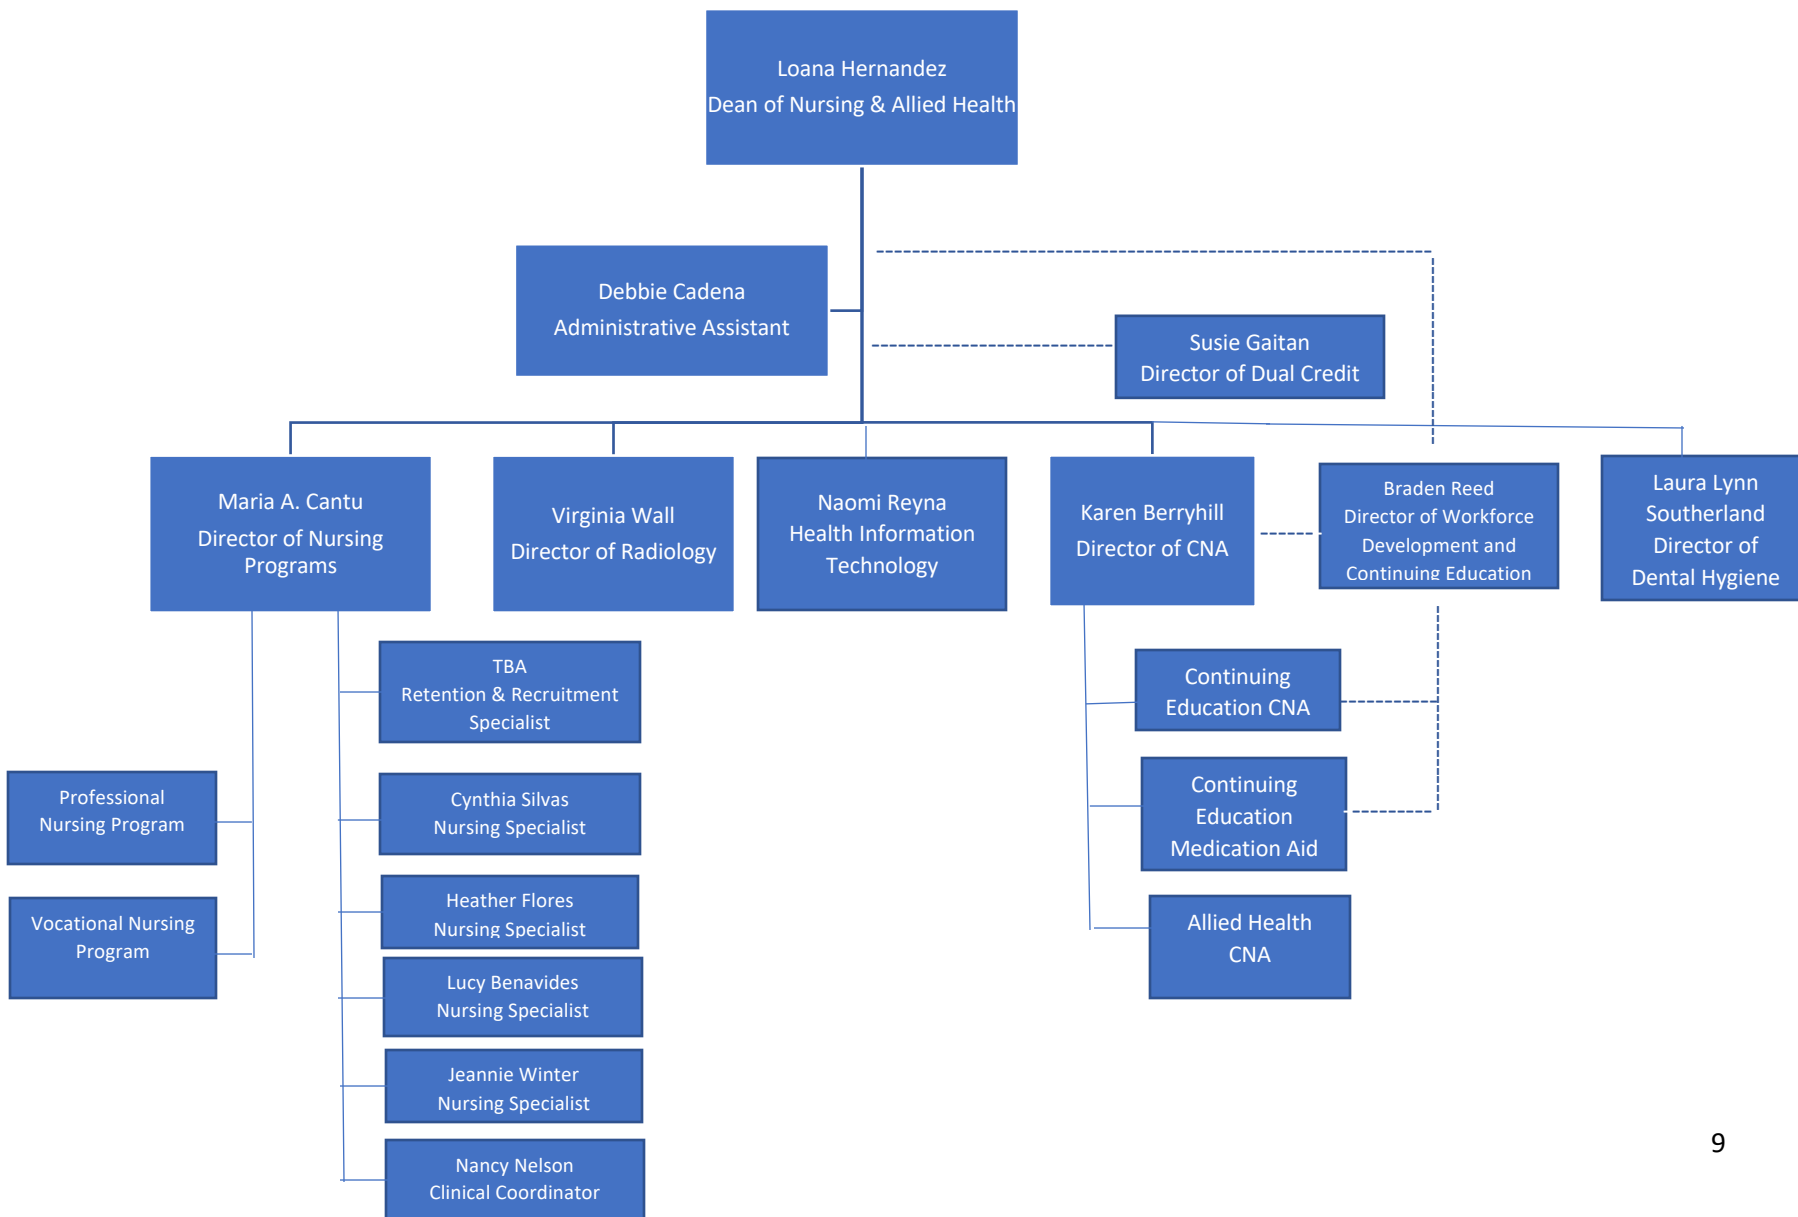 Loana Hernandez
Dean of Nursing & Allied Health
Debbie Cadena
Administrative Assistant
Susie Gaitan
Director of Dual Credit
Maria A. Cantu
Director of Nursing
Programs
Virginia Wall
Director of Radiology
Naomi Reyna
Health Information
Technology
Karen Berryhill
Director of CNA
Braden Reed
Director of Workforce
Development and
Continuing Education
Laura Lynn
Southerland
Director of
Dental Hygiene
TBA
Retention & Recruitment
Specialist
Cynthia Silvas
Nursing Specialist
Heather Flores
Nursing Specialist
Lucy Benavides
Nursing Specialist
Jeannie Winter
Nursing Specialist
Nancy Nelson
Clinical Coordinator
Professional
Nursing Program
Vocational Nursing
Program
Continuing
Education CNA
Continuing
Education
Medication Aid
Allied Health
CNA
9